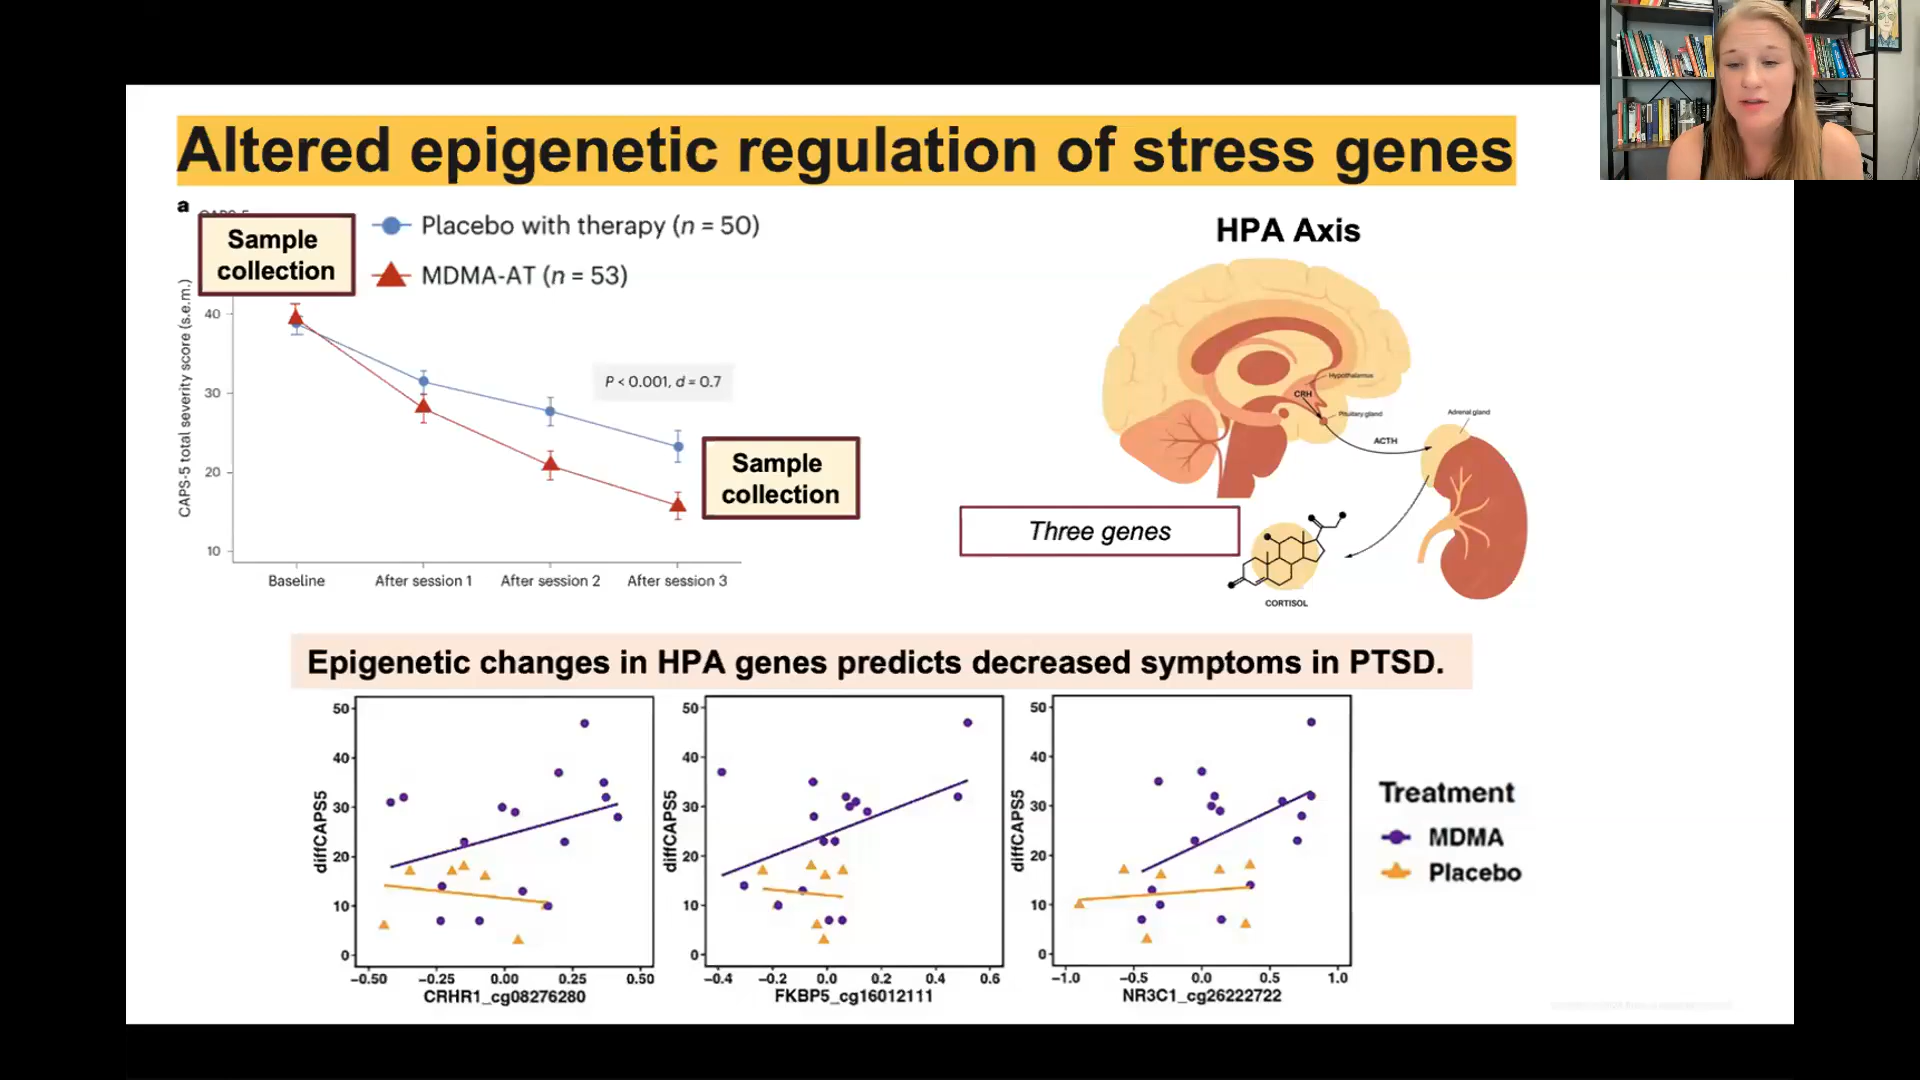 Altered epigenetic regulation of stress genes
a
Sample
collection
Placebo with therapy (n = 50)
MDMA-AT (n = 53)
CAPS-5 total severity score (s.e.m.)
40
30
20
10
P < 0.001, d = 0.7
Sample
collection
Baseline
After session 1
After session 2
After session 3
HPA Axis
Hypothalamus
CRH
Pituitary gland
Adrenal gland
ACTH
Three genes
CORTISOL
Epigenetic changes in HPA genes predicts decreased symptoms in PTSD.
diffCAPS5
50
40
30
20
10
0
−0.50
−0.25
0.00
0.25
0.50
CRHR1_cg08276280
diffCAPS5
50
40
30
20
10
0
−0.4
−0.2
0.0
0.2
0.4
0.6
FKBP5_cg16012111
diffCAPS5
50
40
30
20
10
0
−1.0
−0.5
0.0
0.5
1.0
NR3C1_cg26222722
Treatment
MDMA
Placebo